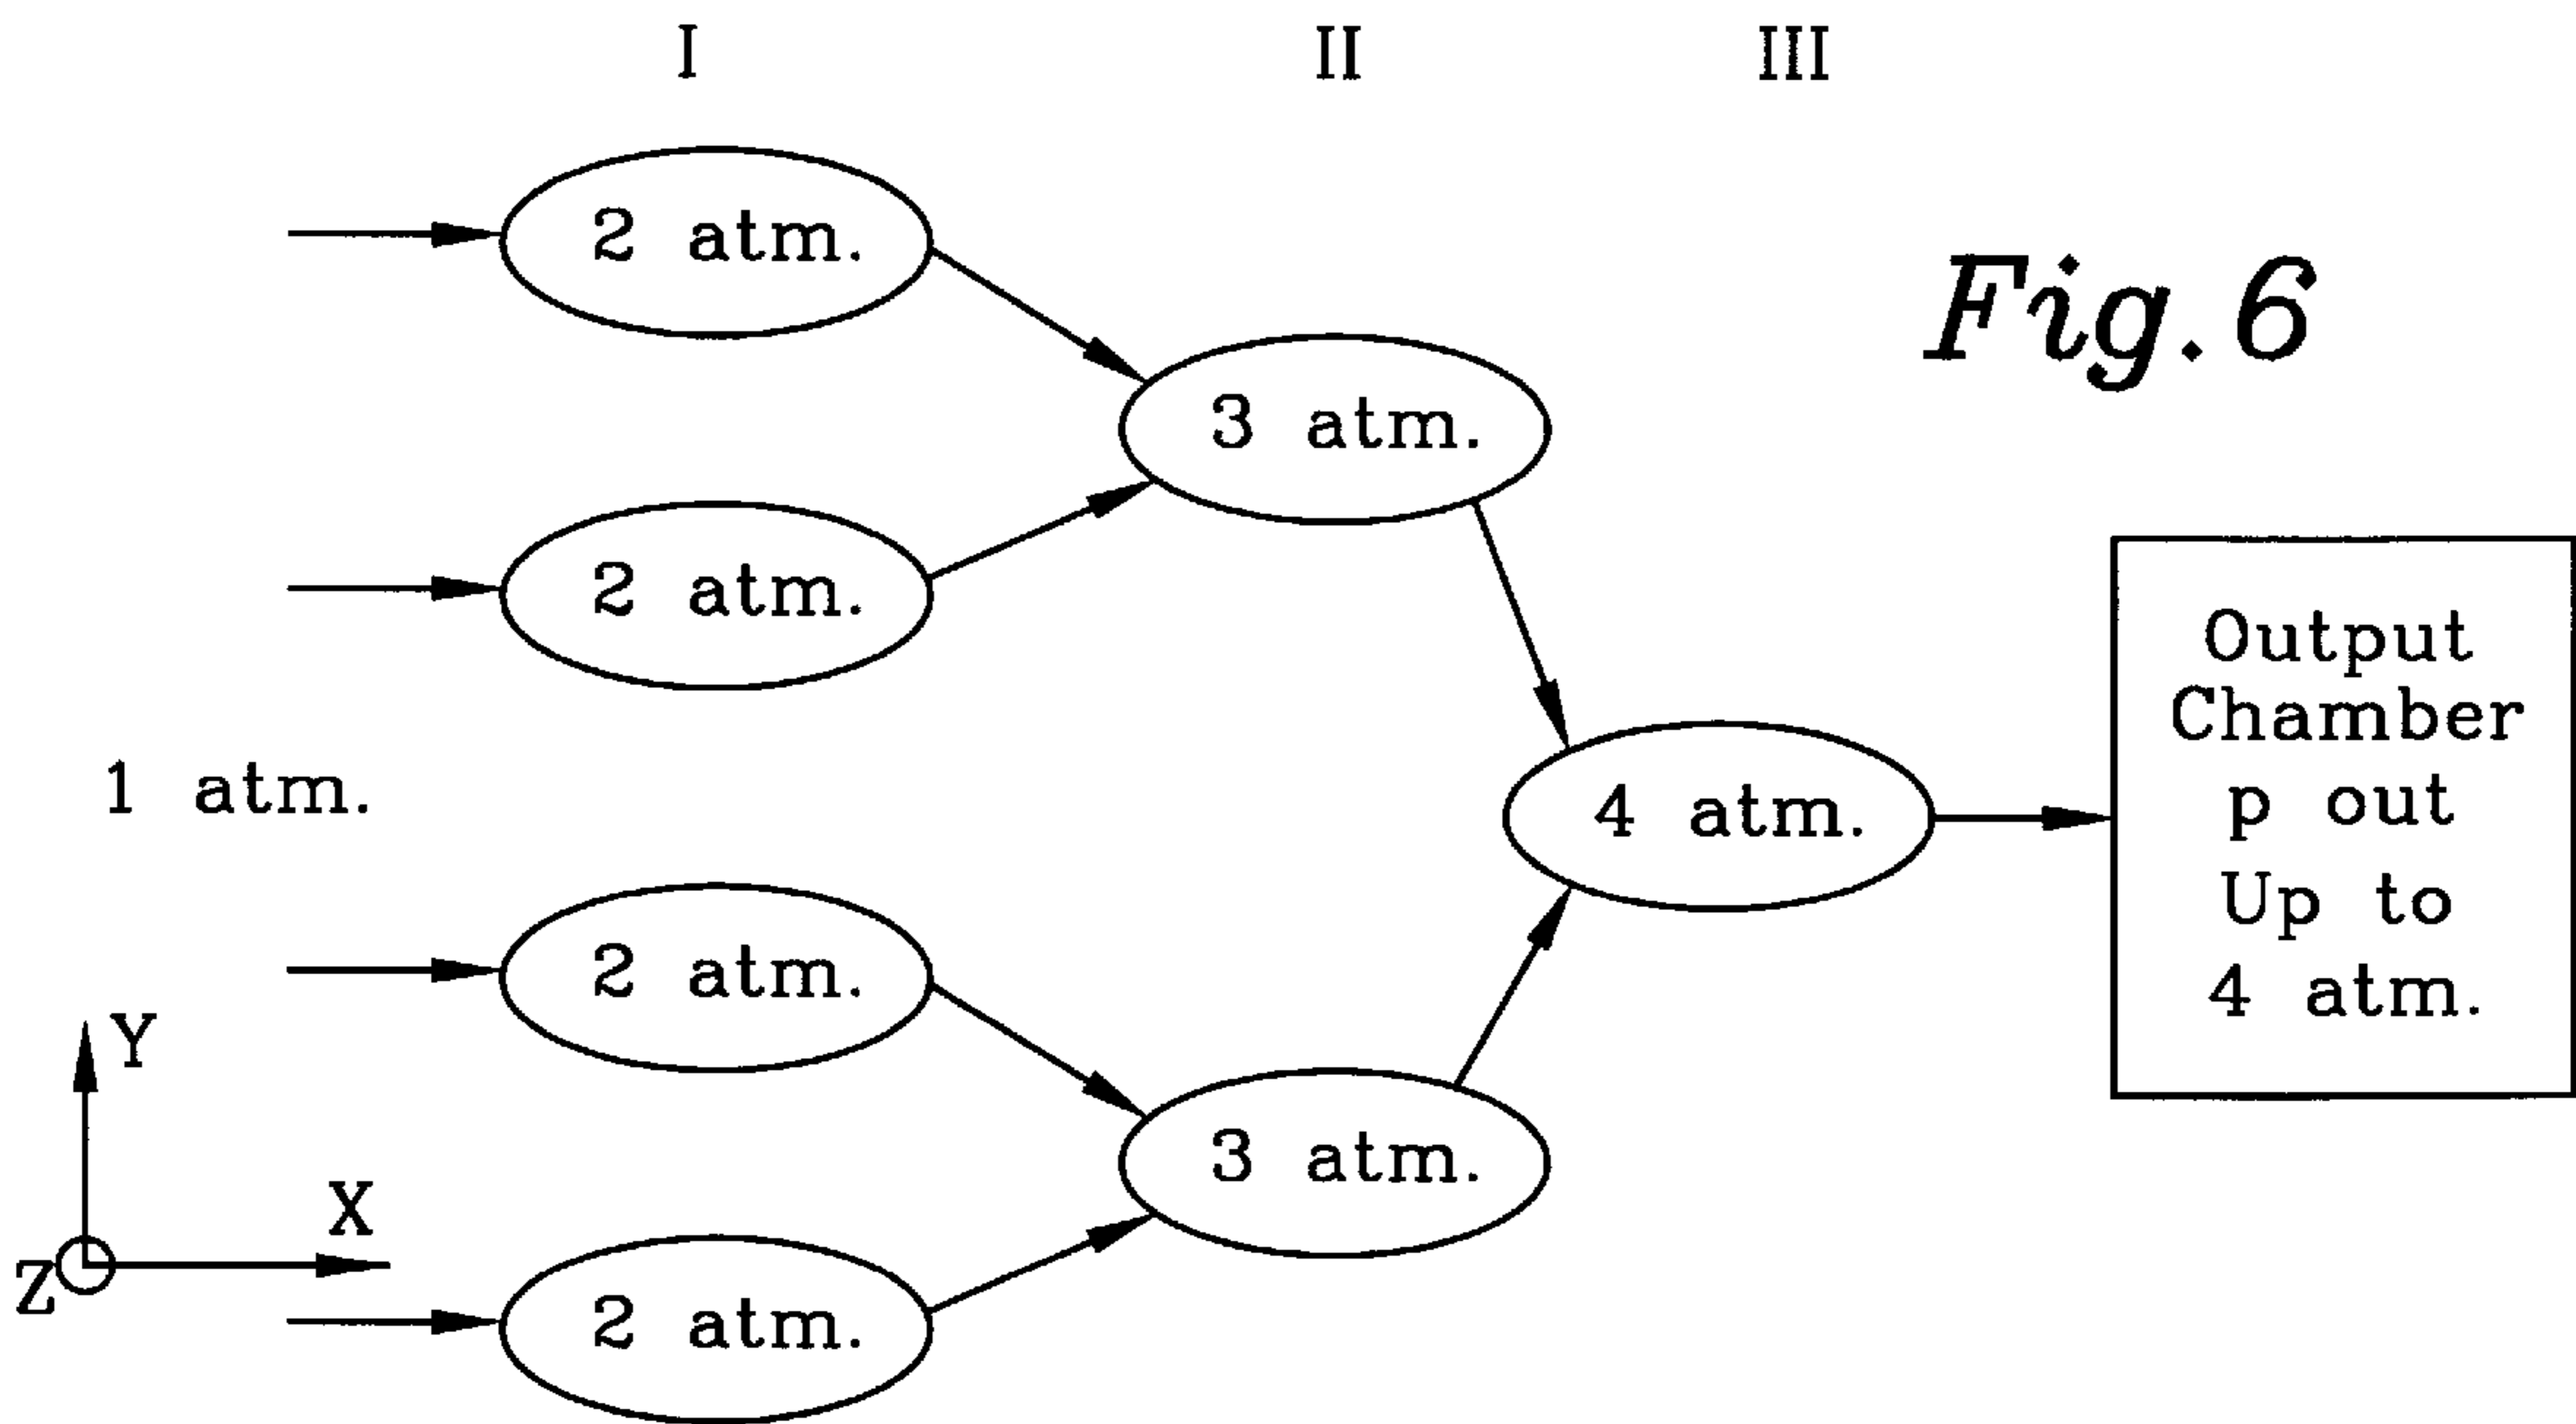 I
II
III
2 atm.
Fig.6
3 atm.
2 atm.
1 atm.
4 atm.
Output
Chamber
p out
Up to
4 atm.
2 atm.
Y
3 atm.
X
Z
2 atm.